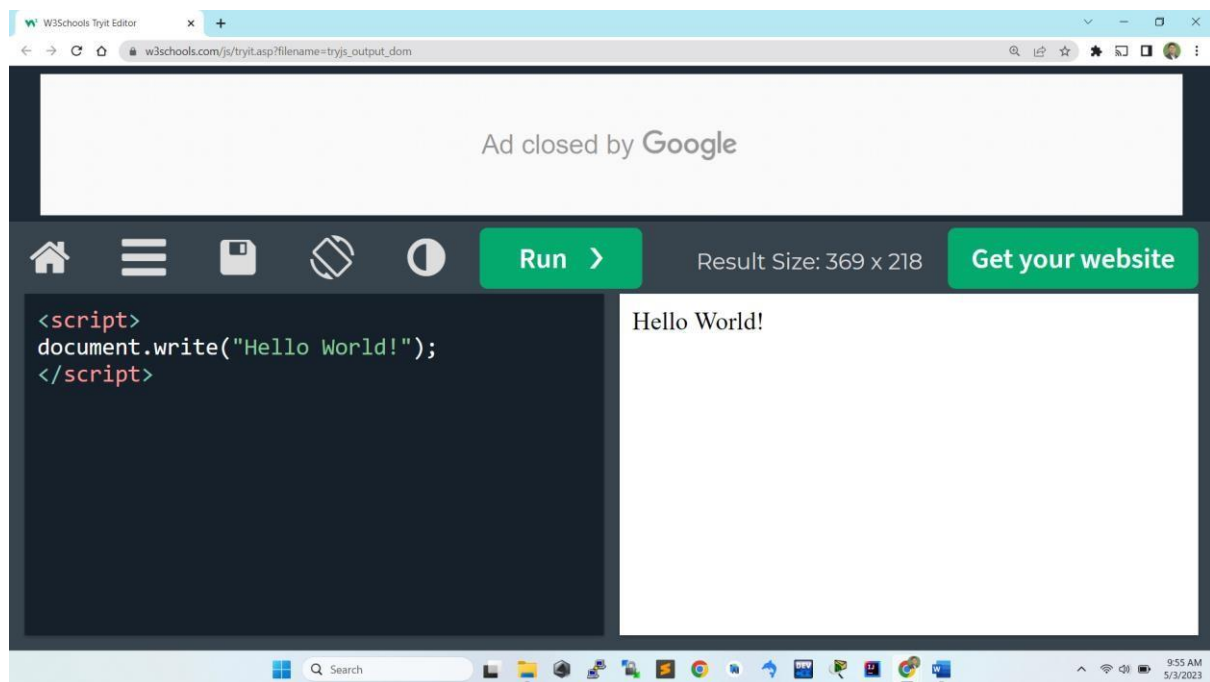 W3Schools Tryit Editor
w3schools.com/js/tryit.asp?filename=tryjs_output_dom
Ad closed by Google
Run ❯
Result Size: 369 x 218
Get your website
<script>
document.write("Hello World!");
</script>
Hello World!
Search
9:55 AM
5/3/2023